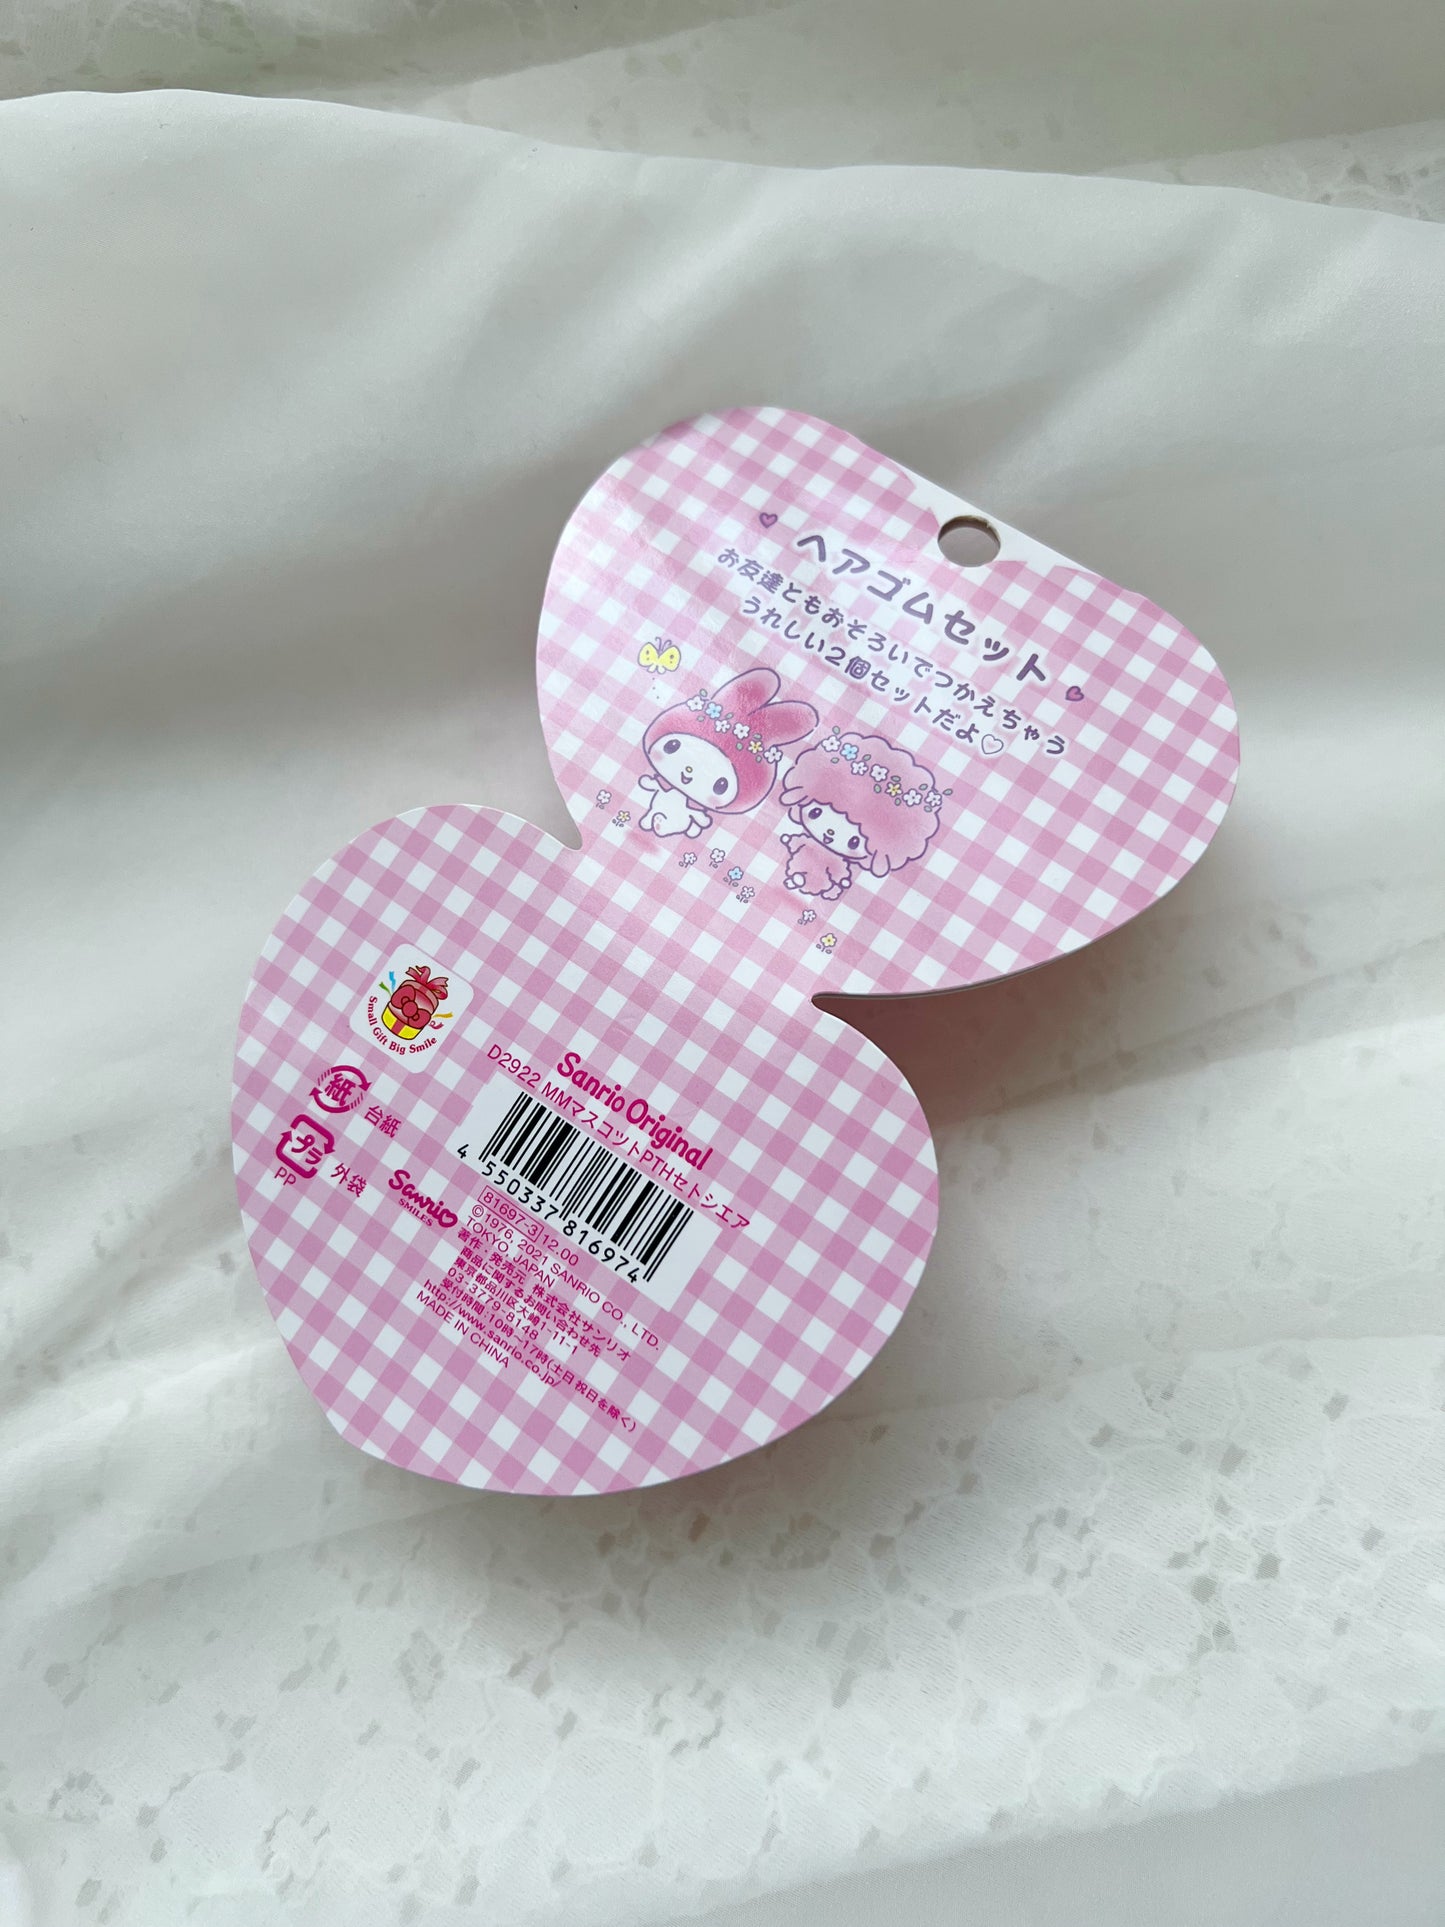 ヘアゴムセット
お友達ともおそろいでつかえちゃう
うれしい2個セットだよ♡
Small Gift Big Smile
紙
台紙
プラ
外袋
PP
Sanrio
SMILES
Sanrio Original
D2922 MMマスコットPTHセトシエア
4 550337 816974
81697-3 12.00
©1976, 2021 SANRIO CO., LTD.
TOKYO, JAPAN
著作・発売元 株式会社サンリオ
商品に関するお問い合わせ先
東京都品川区大崎1-11-1
03-3779-8148
受付時間:10時~17時(土日祝日を除く)
http://www.sanrio.co.jp/
MADE IN CHINA